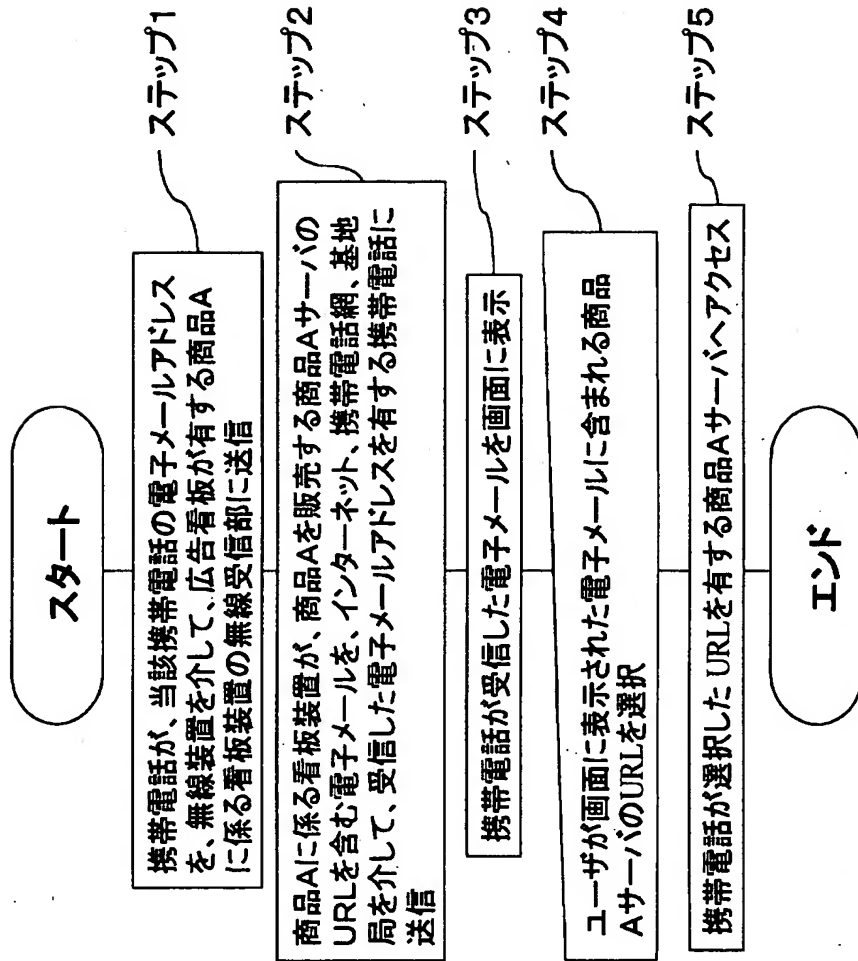 スタート
携帯電話が、当該携帯電話の電子メールアドレス
を、無線装置を介して、広告看板が有する商品A
に係る看板装置の無線受信部に送信
ステップ1
商品Aに係る看板装置が、商品Aを販売する商品Aサーバの
URLを含む電子メールを、インターネット、携帯電話網、基地
局を介して、受信した電子メールアドレスを有する携帯電話に
送信
ステップ2
携帯電話が受信した電子メールを画面に表示
ステップ3
ユーザが画面に表示された電子メールに含まれる商品
AサーバのURLを選択
ステップ4
携帯電話が選択したURLを有する商品Aサーバへアクセス
ステップ5
エンド